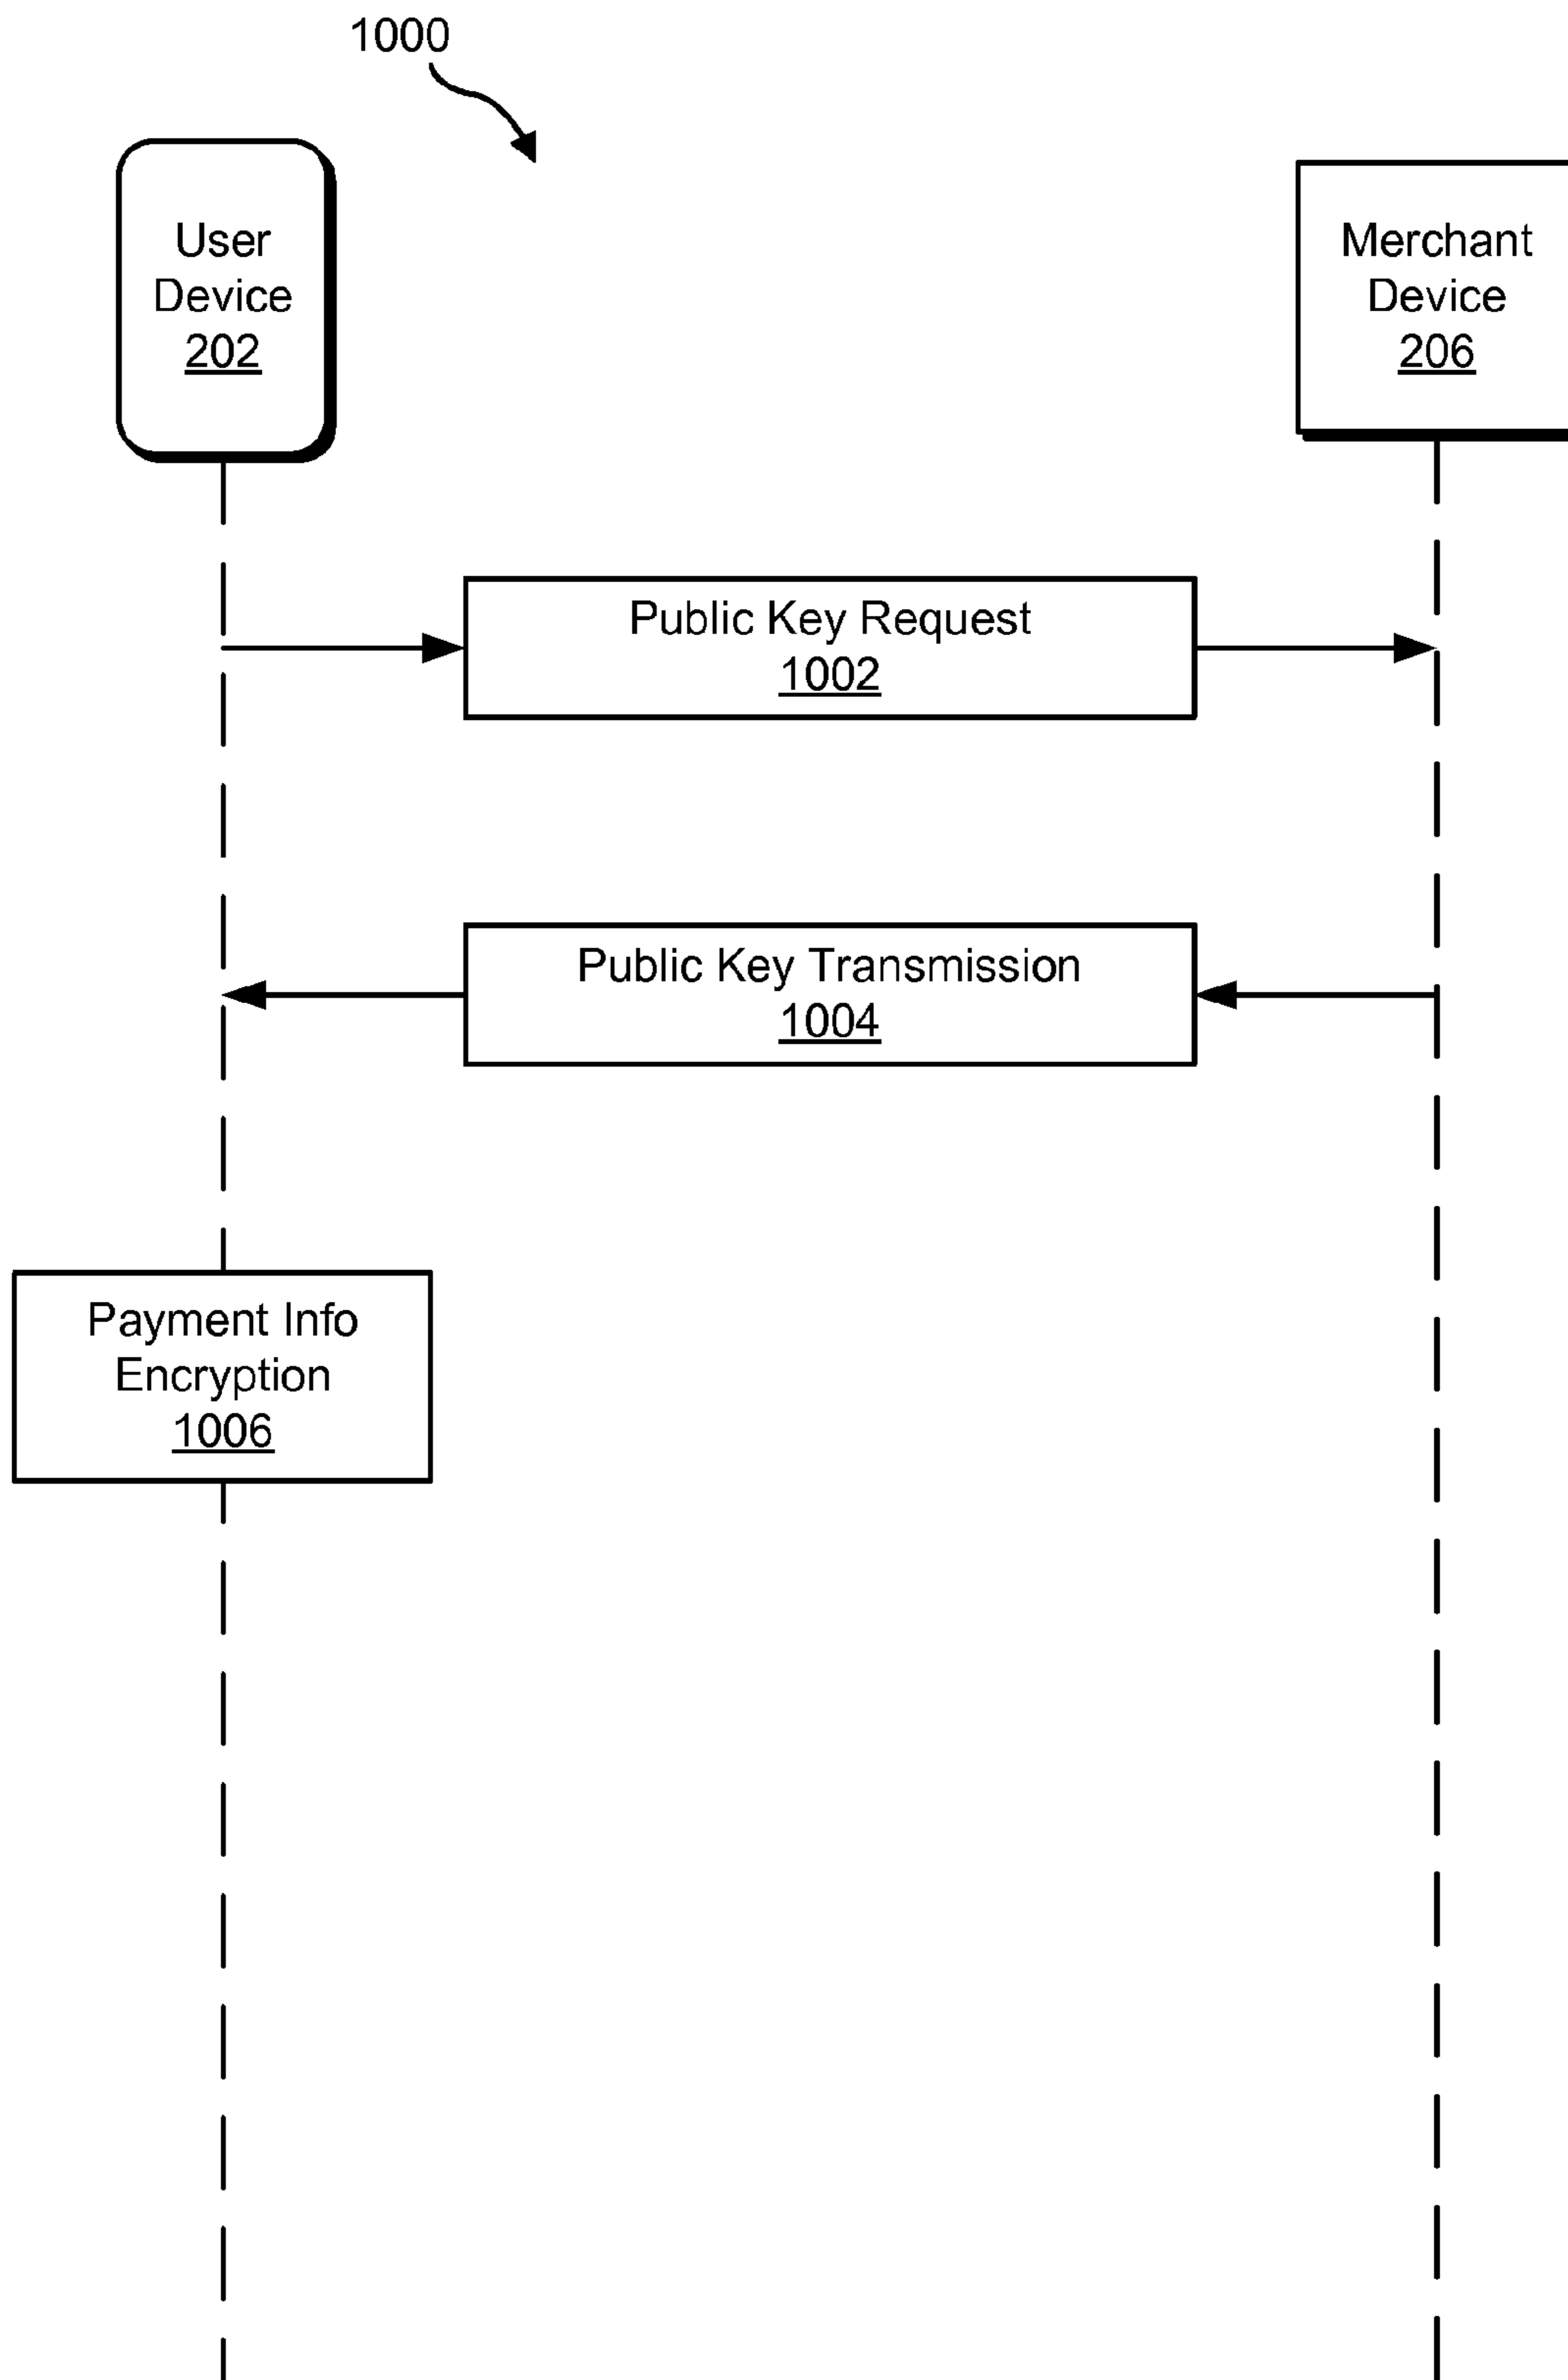 1000
User
Device
202
Merchant
Device
206
Public Key Request
1002
Public Key Transmission
1004
Payment Info
Encryption
1006